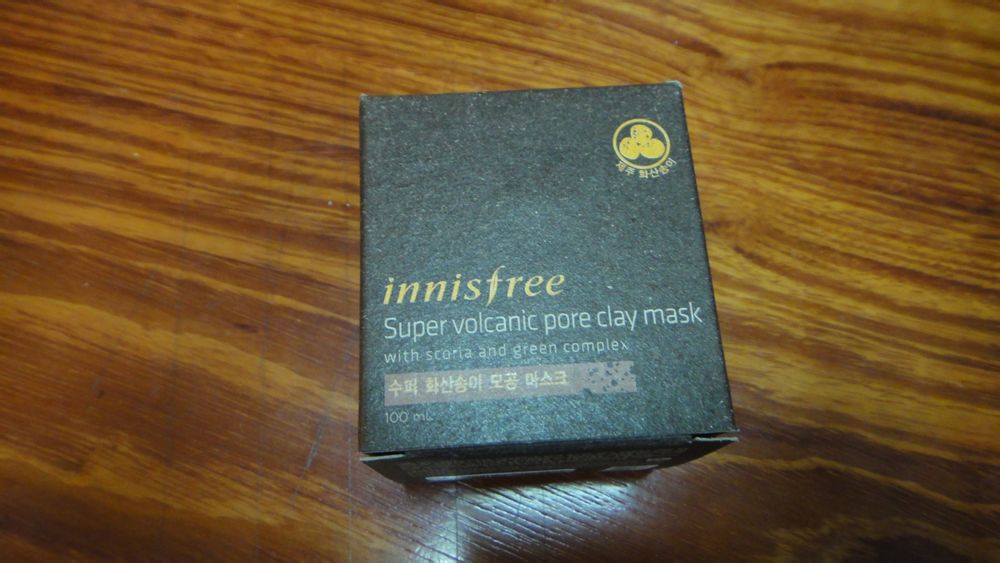 제주 화산송이
innisfree
Super volcanic pore clay mask
with scoria and green complex
수퍼 화산송이 모공 마스크
100 mL